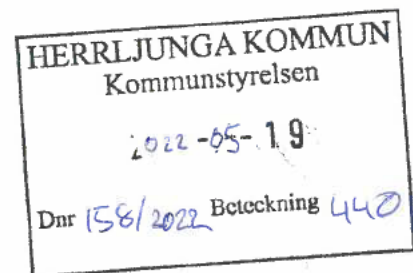 HERRLJUNGA KOMMUN
Kommunstyrelsen
2022 -05- 19
Dnr 158/2022 Beteckning 440